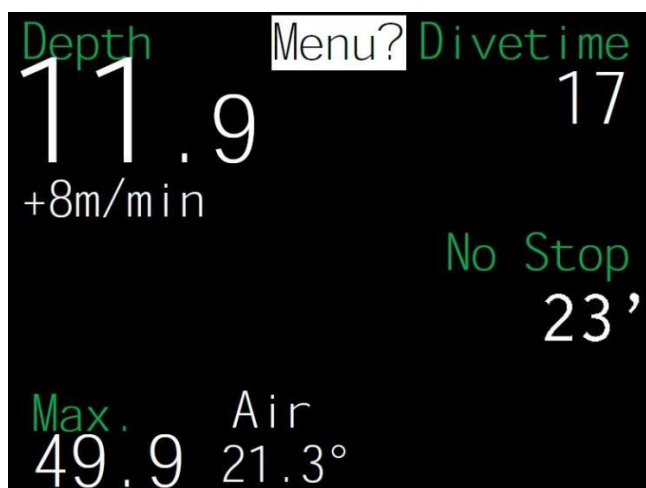 Depth Menu? Divetime
11.9 17
+8m/min
No Stop
23’
Max. Air
49.9 21.3°